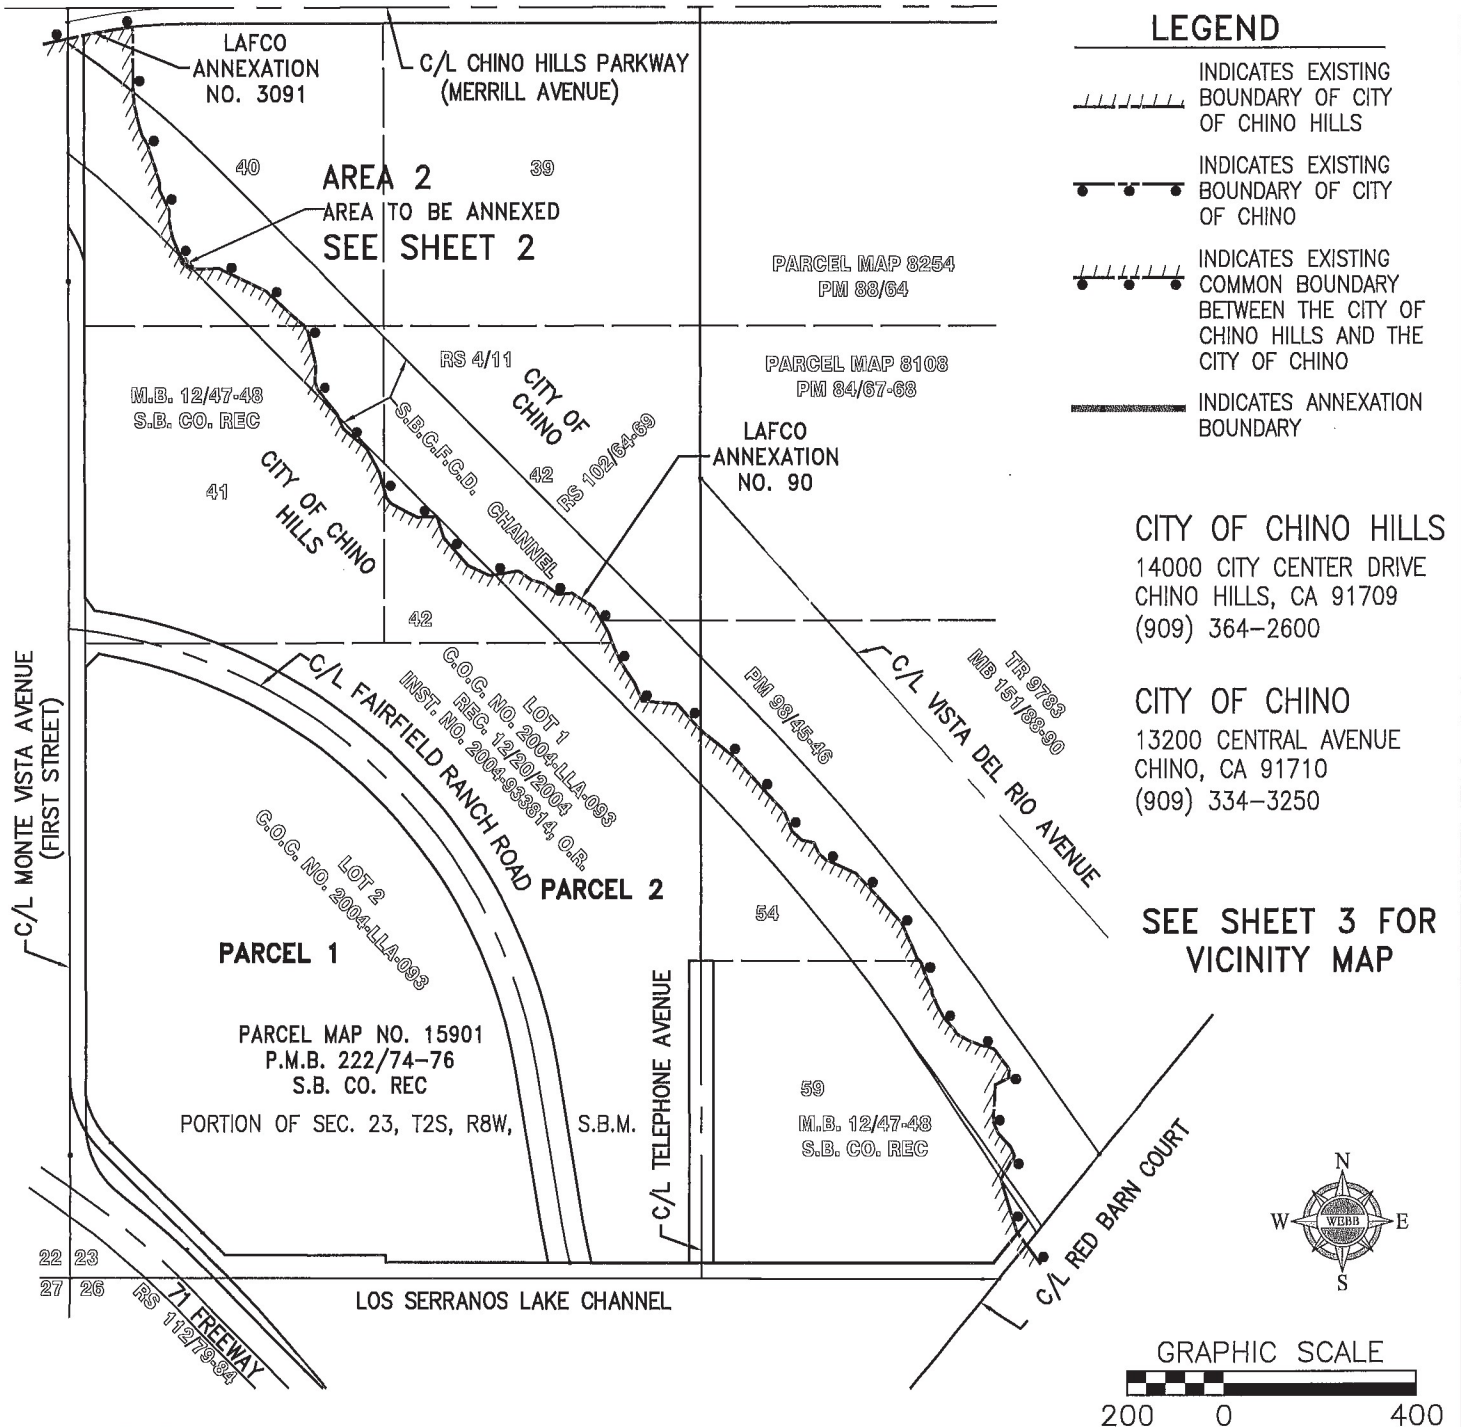 LEGEND
INDICATES EXISTING
BOUNDARY OF CITY
OF CHINO HILLS
INDICATES EXISTING
BOUNDARY OF CITY
OF CHINO
INDICATES EXISTING
COMMON BOUNDARY
BETWEEN THE CITY OF
CHINO HILLS AND THE
CITY OF CHINO
INDICATES ANNEXATION
BOUNDARY
LAFCO
ANNEXATION
NO. 3091
C/L CHINO HILLS PARKWAY
(MERRILL AVENUE)
40
39
AREA 2
AREA TO BE ANNEXED
SEE SHEET 2
PARCEL MAP 8254
PM 88/64
RS 4/11
PARCEL MAP 8108
PM 84/67-68
M.B. 12/47-48
S.B. CO. REC
CITY OF
CHINO
S.B.C.F.C.D. CHANNEL
42
RS 102/64-69
LAFCO
ANNEXATION
NO. 90
41
CITY OF CHINO
HILLS
CITY OF CHINO HILLS
14000 CITY CENTER DRIVE
CHINO HILLS, CA 91709
(909) 364-2600
42
C/L FAIRFIELD RANCH ROAD
LOT 1
C.O.C. NO. 2004-LLA-093
REC. 12/20/2004
INST. NO. 2004-933814, O.R.
PM 98/45-46
C/L VISTA DEL RIO AVENUE
TR 9783
MB 151/88-90
CITY OF CHINO
13200 CENTRAL AVENUE
CHINO, CA 91710
(909) 334-3250
C/L MONTE VISTA AVENUE
(FIRST STREET)
LOT 2
C.O.C. NO. 2004-LLA-093
PARCEL 2
54
SEE SHEET 3 FOR
VICINITY MAP
PARCEL 1
PARCEL MAP NO. 15901
P.M.B. 222/74-76
S.B. CO. REC
PORTION OF SEC. 23, T2S, R8W, S.B.M.
C/L TELEPHONE AVENUE
59
M.B. 12/47-48
S.B. CO. REC
C/L RED BARN COURT
N
W WEBB E
S
22 23
27 26
71 FREEWAY
RS 112/79-84
LOS SERRANOS LAKE CHANNEL
GRAPHIC SCALE
200 0 400